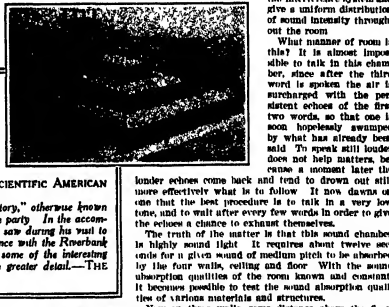 give a uniform distribution
of sound intensity through
out the room
What manner of room is
this? It is almost impos
sible to talk in this cham
ber, since after the third
word is spoken the air is
surcharged with the per
sistent echoes of the first
two words, so that one is
soon hopelessly swamped
by what has already been
said To speak still louder
does not help matters, be
cause a moment later the
louder echoes come back and tend to drown out still
more effectively what is to follow It now dawns on
one that the best procedure is to talk in a very low
tone, and to wait after every few words in order to give
the echoes a chance to exhaust themselves.
The truth of the matter is that this sound chamber
is highly sound light It requires about twelve sec
onds for a given sound of medium pitch to be absorbed
by the four walls, ceiling and floor With the sound
absorption qualities of the room known and constant
it becomes possible to test the sound absorption quali
ties of various materials and structures.
SCIENTIFIC AMERICAN
tory," otherwise known
party In the accom-
saw during his visit to
nce with the Riverbank
some of the interesting
greater detail.—THE